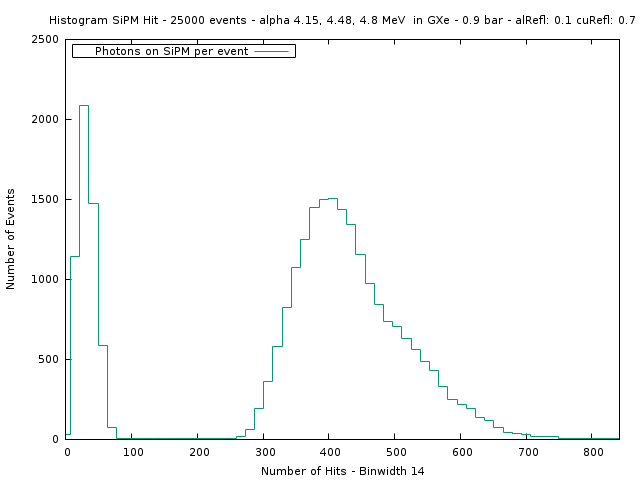 Histogram SiPM Hit - 25000 events - alpha 4.15, 4.48, 4.8 MeV  in GXe - 0.9 bar - alRefl: 0.1 cuRefl: 0.7
2500
Photons on SiPM per event
2000
1500
Number of Events
1000
500
0
0 100 200 300 400 500 600 700 800
Number of Hits - Binwidth 14